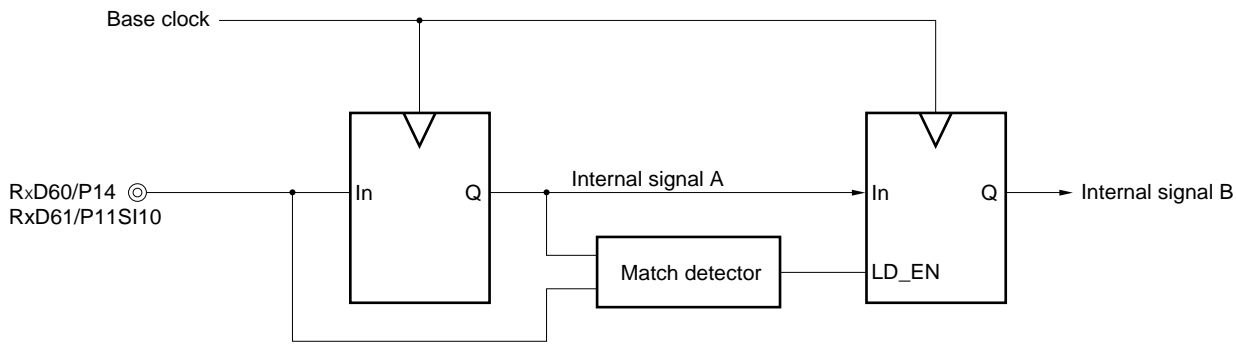 Base clock
RxD60/P14
RxD61/P11SI10
In
Q
Internal signal A
In
Q
Internal signal B
Match detector
LD_EN